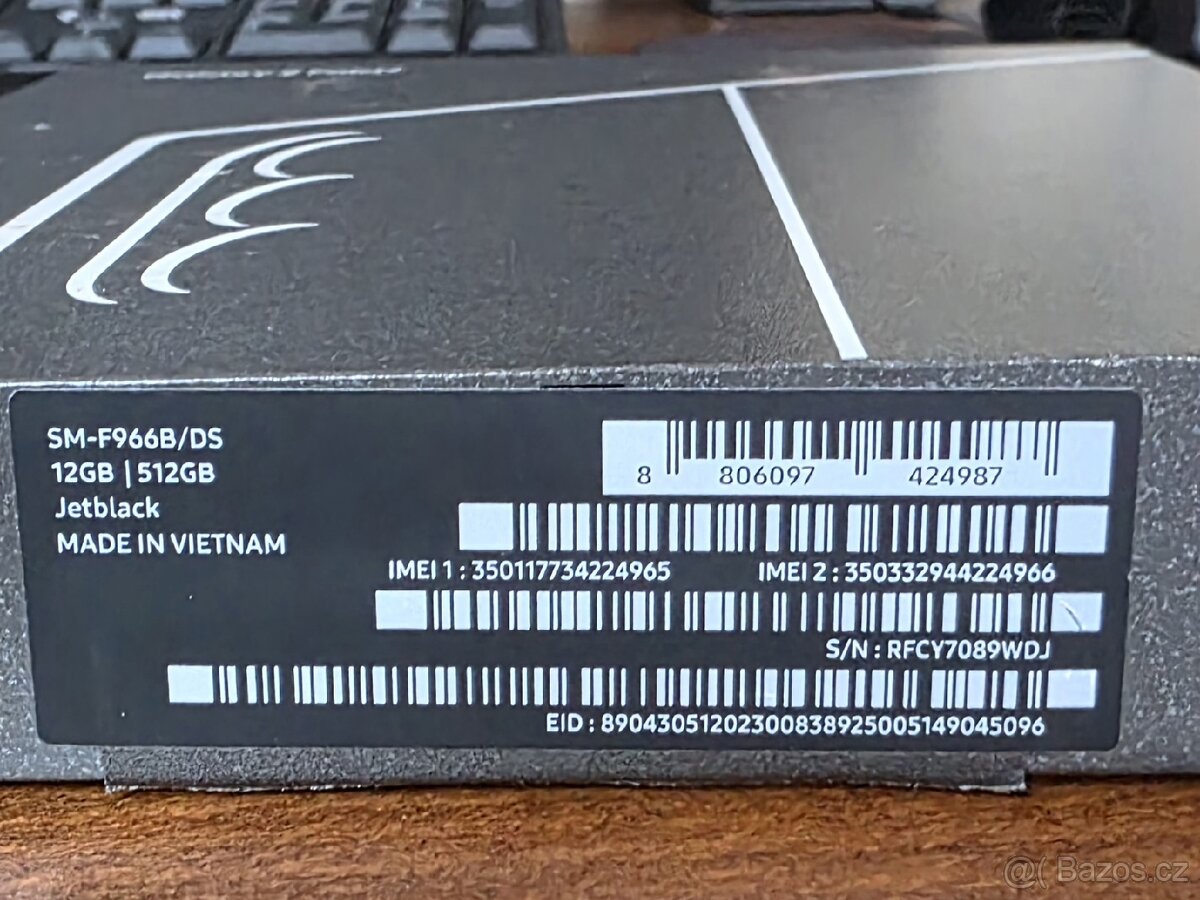 SM-F966B/DS
12GB | 512GB
Jetblack
MADE IN VIETNAM
8 806097 424987
IMEI 1 : 350117734224965 IMEI 2 : 350332944224966
S/N : RFCY7089WDJ
EID : 89043051202300838925005149045096
@( Bazos.cz